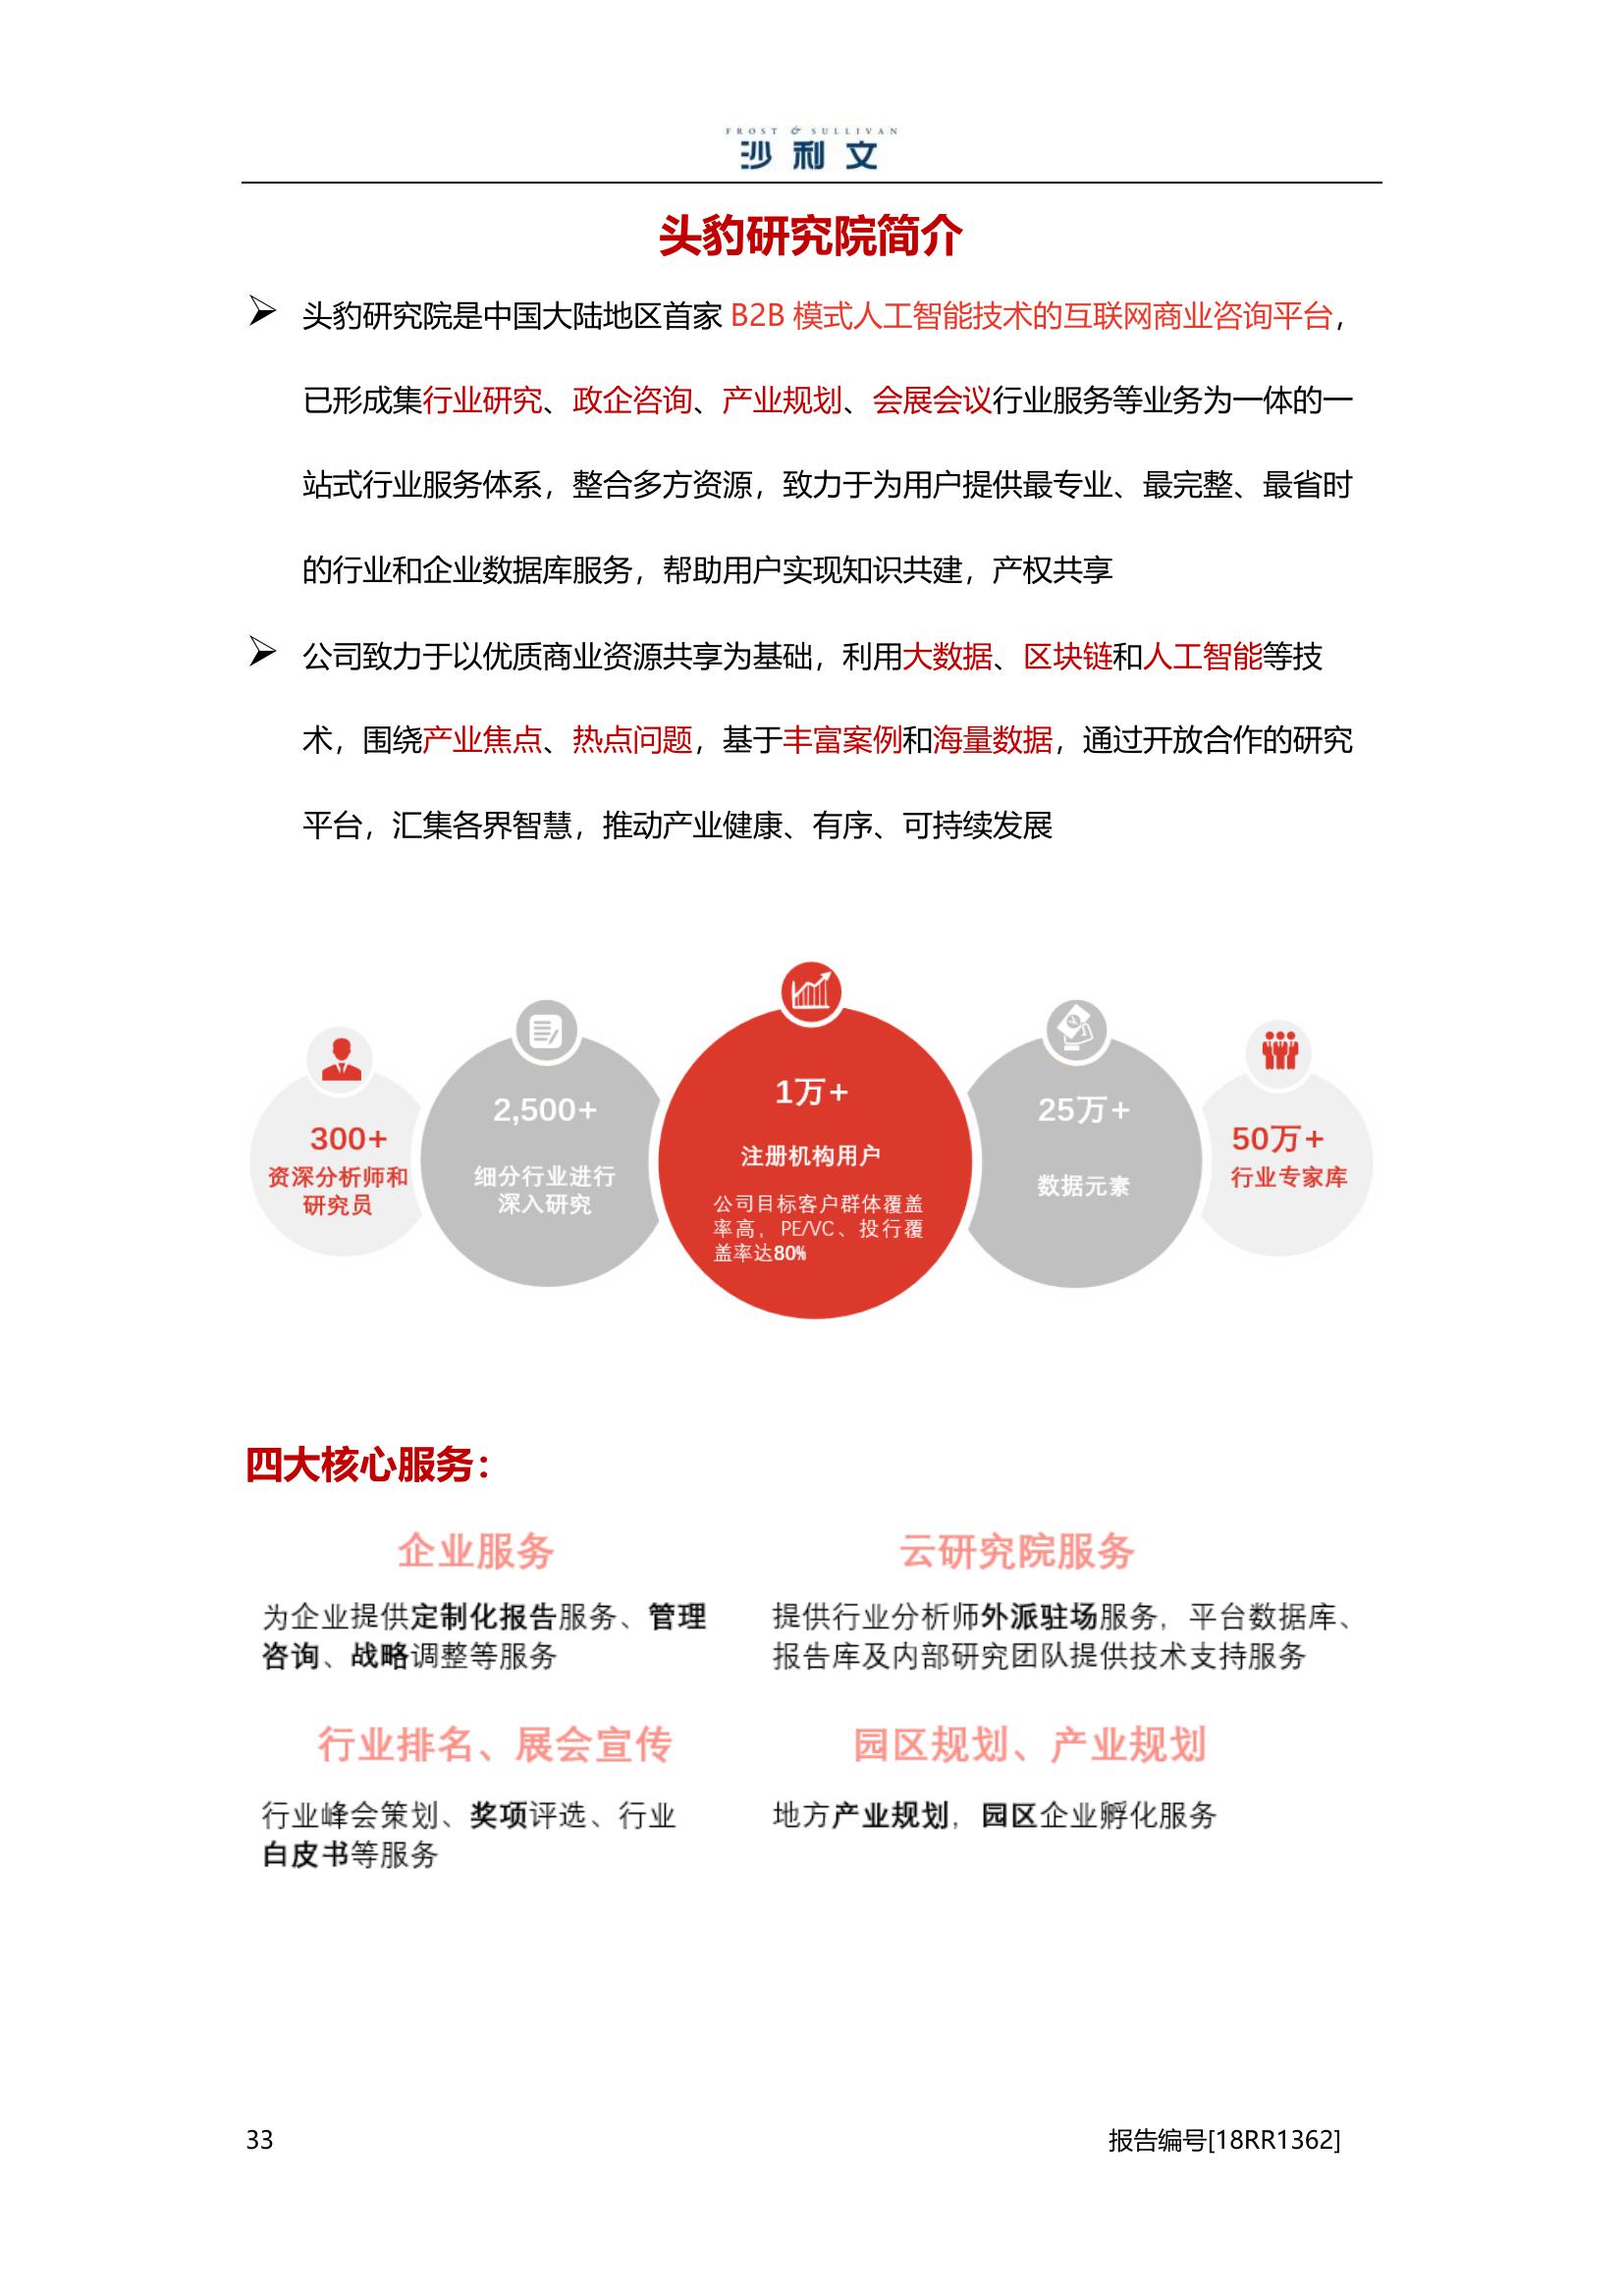 FROST & SULLIVAN
沙利文
头豹研究院简介
头豹研究院是中国大陆地区首家 B2B 模式人工智能技术的互联网商业咨询平台，
已形成集行业研究、政企咨询、产业规划、会展会议行业服务等业务为一体的一
站式行业服务体系，整合多方资源，致力于为用户提供最专业、最完整、最省时
的行业和企业数据库服务，帮助用户实现知识共建，产权共享
公司致力于以优质商业资源共享为基础，利用大数据、区块链和人工智能等技
术，围绕产业焦点、热点问题，基于丰富案例和海量数据，通过开放合作的研究
平台，汇集各界智慧，推动产业健康、有序、可持续发展
300+
资深分析师和
研究员
2,500+
细分行业进行
深入研究
1万+
注册机构用户
公司目标客户群体覆盖
率高，PE/VC、投行覆
盖率达80%
25万+
数据元素
50万+
行业专家库
四大核心服务：
企业服务
为企业提供定制化报告服务、管理
咨询、战略调整等服务
云研究院服务
提供行业分析师外派驻场服务，平台数据库、
报告库及内部研究团队提供技术支持服务
行业排名、展会宣传
行业峰会策划、奖项评选、行业
白皮书等服务
园区规划、产业规划
地方产业规划，园区企业孵化服务
33
报告编号[18RR1362]